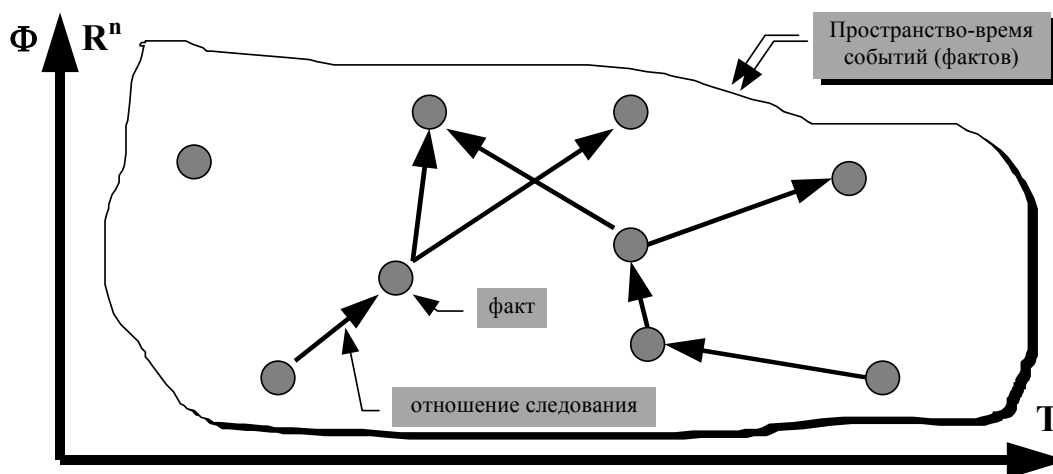 Φ Rⁿ
Пространство-время
событий (фактов)
факт
отношение следования
T